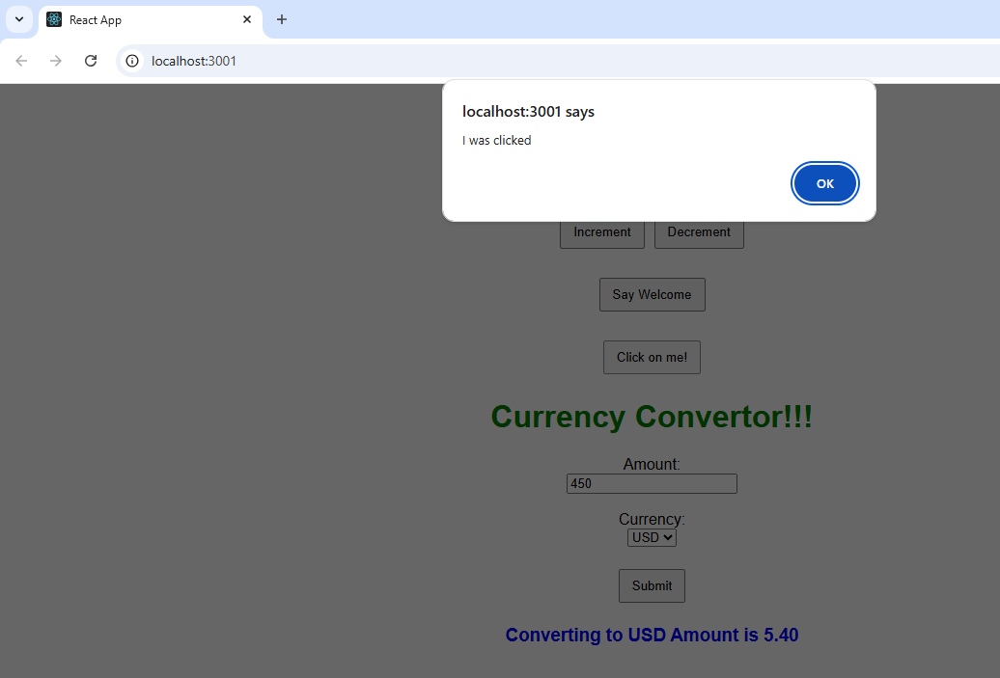 React App
localhost:3001
localhost:3001 says
I was clicked
OK
Increment Decrement
Say Welcome
Click on me!
Currency Convertor!!!
Amount:
450
Currency:
USD
Submit
Converting to USD Amount is 5.40